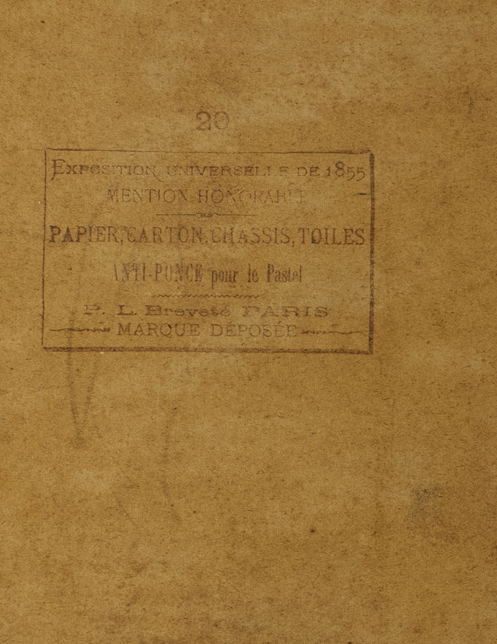 20
EXPOSITION UNIVERSELLE DE 1855
MENTION HONORABLE
PAPIER, CARTON, CHASSIS, TOILES
ANTI-PONCE pour le Pastel
P. L. Breveté PARIS
MARQUE DÉPOSÉE